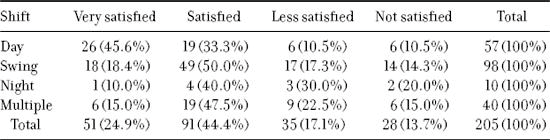 Shift Very satisfied Satisfied Less satisfied Not satisfied Total
Day 26 (45.6%) 19 (33.3%) 6 (10.5%) 6 (10.5%) 57 (100%)
Swing 18 (18.4%) 49 (50.0%) 17 (17.3%) 14 (14.3%) 98 (100%)
Night 1 (10.0%) 4 (40.0%) 3 (30.0%) 2 (20.0%) 10 (100%)
Multiple 6 (15.0%) 19 (47.5%) 9 (22.5%) 6 (15.0%) 40 (100%)
Total 51 (24.9%) 91 (44.4%) 35 (17.1%) 28 (13.7%) 205 (100%)